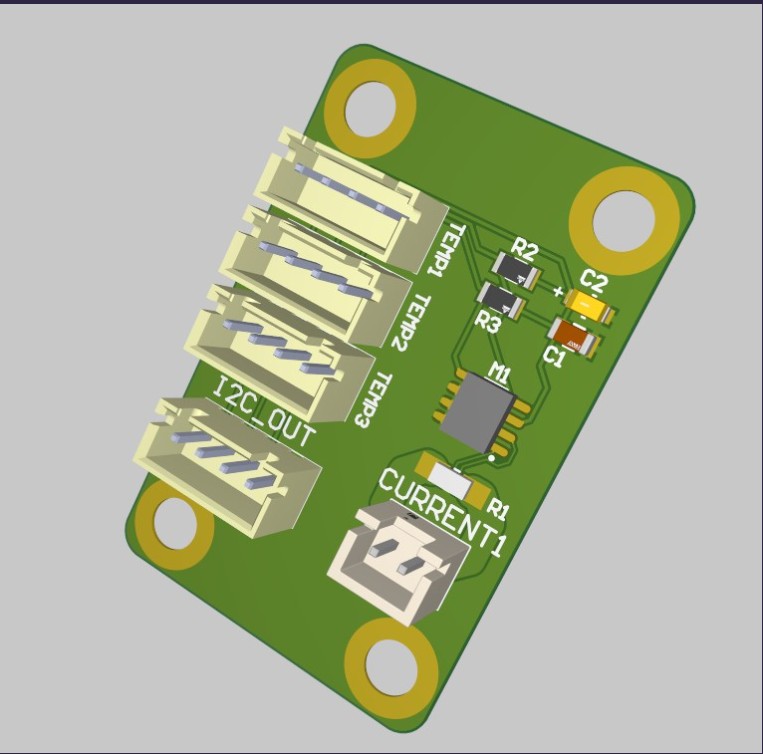 TEMP1
R2
+
C2
R3
TEMP2
C1
M1
TEMP3
I2C_OUT
R1
CURRENT1